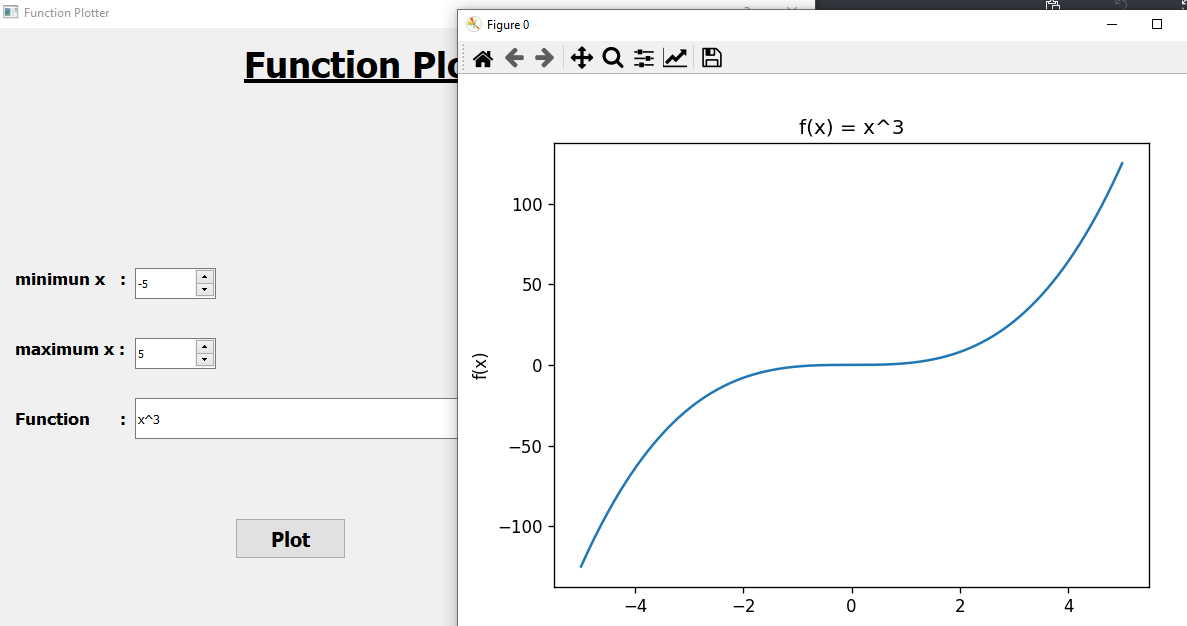 Function Plotter
Function Plo
minimun x :
-5
maximum x :
5
Function :
x^3
Plot
Figure 0
f(x) = x^3
f(x)
100
50
0
−50
−100
−4 −2 0 2 4